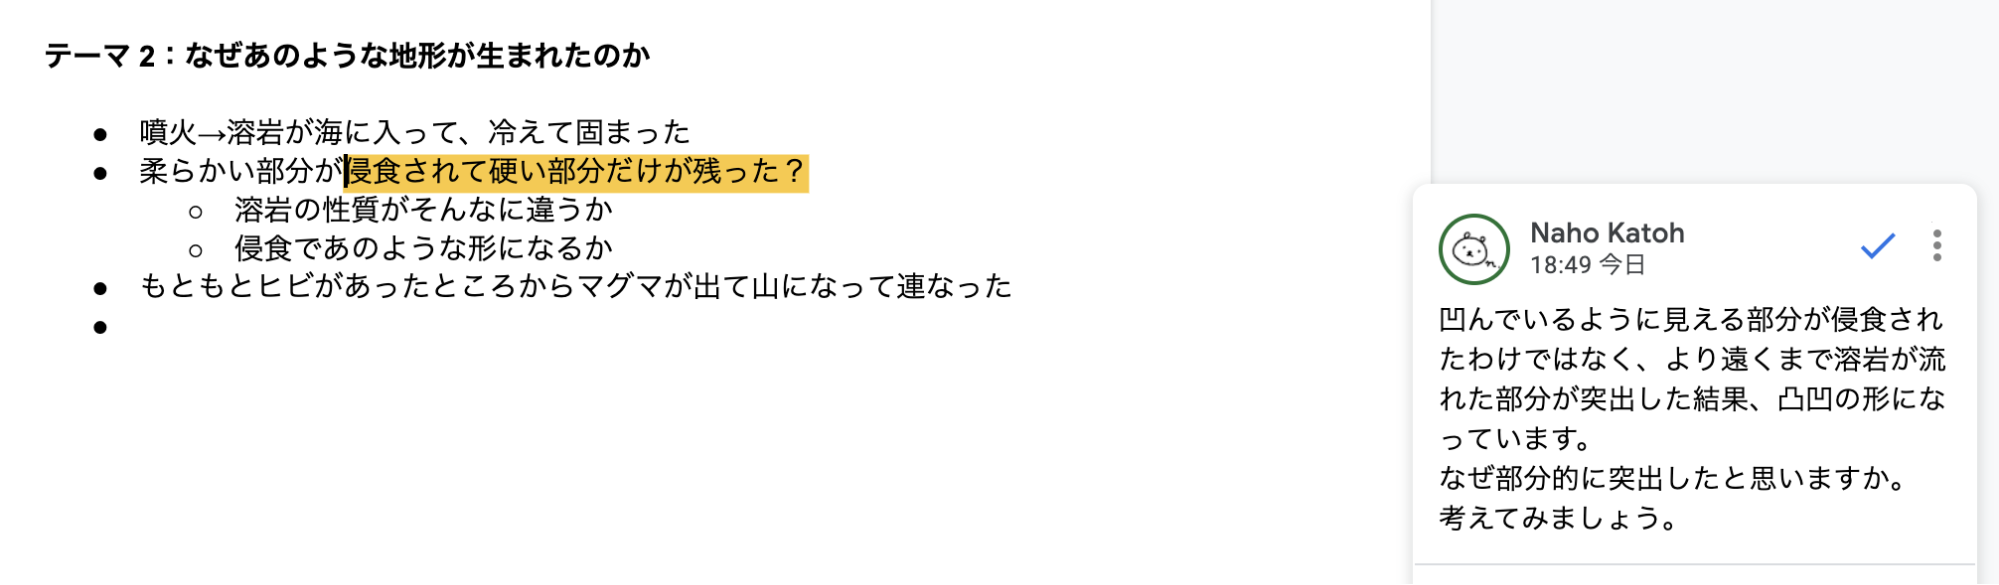 テーマ 2：なぜあのような地形が生まれたのか
● 噴火→溶岩が海に入って、冷えて固まった
● 柔らかい部分が侵食されて硬い部分だけが残った？
○ 溶岩の性質がそんなに違うか
○ 侵食であのような形になるか
● もともとヒビがあったところからマグマが出て山になって連なった
●
Naho Katoh
18:49 今日
凹んでいるように見える部分が侵食され
たわけではなく、より遠くまで溶岩が流
れた部分が突出した結果、凸凹の形にな
っています。
なぜ部分的に突出したと思いますか。
考えてみましょう。